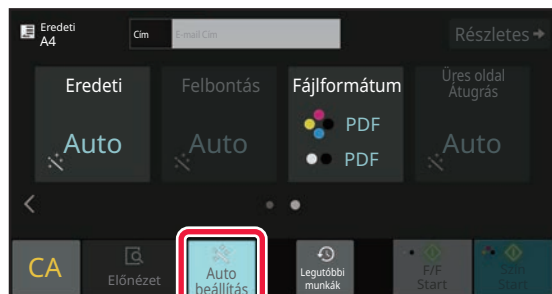 Eredeti
A4
Cím
E-mail Cím
Részletes
Eredeti
Felbontás
Fájlformátum
Üres oldal
Átugrás
Auto
Auto
PDF
PDF
Auto
CA
Előnézet
Auto
beállítás
Legutóbbi
munkák
F/F
Start
Szín
Start